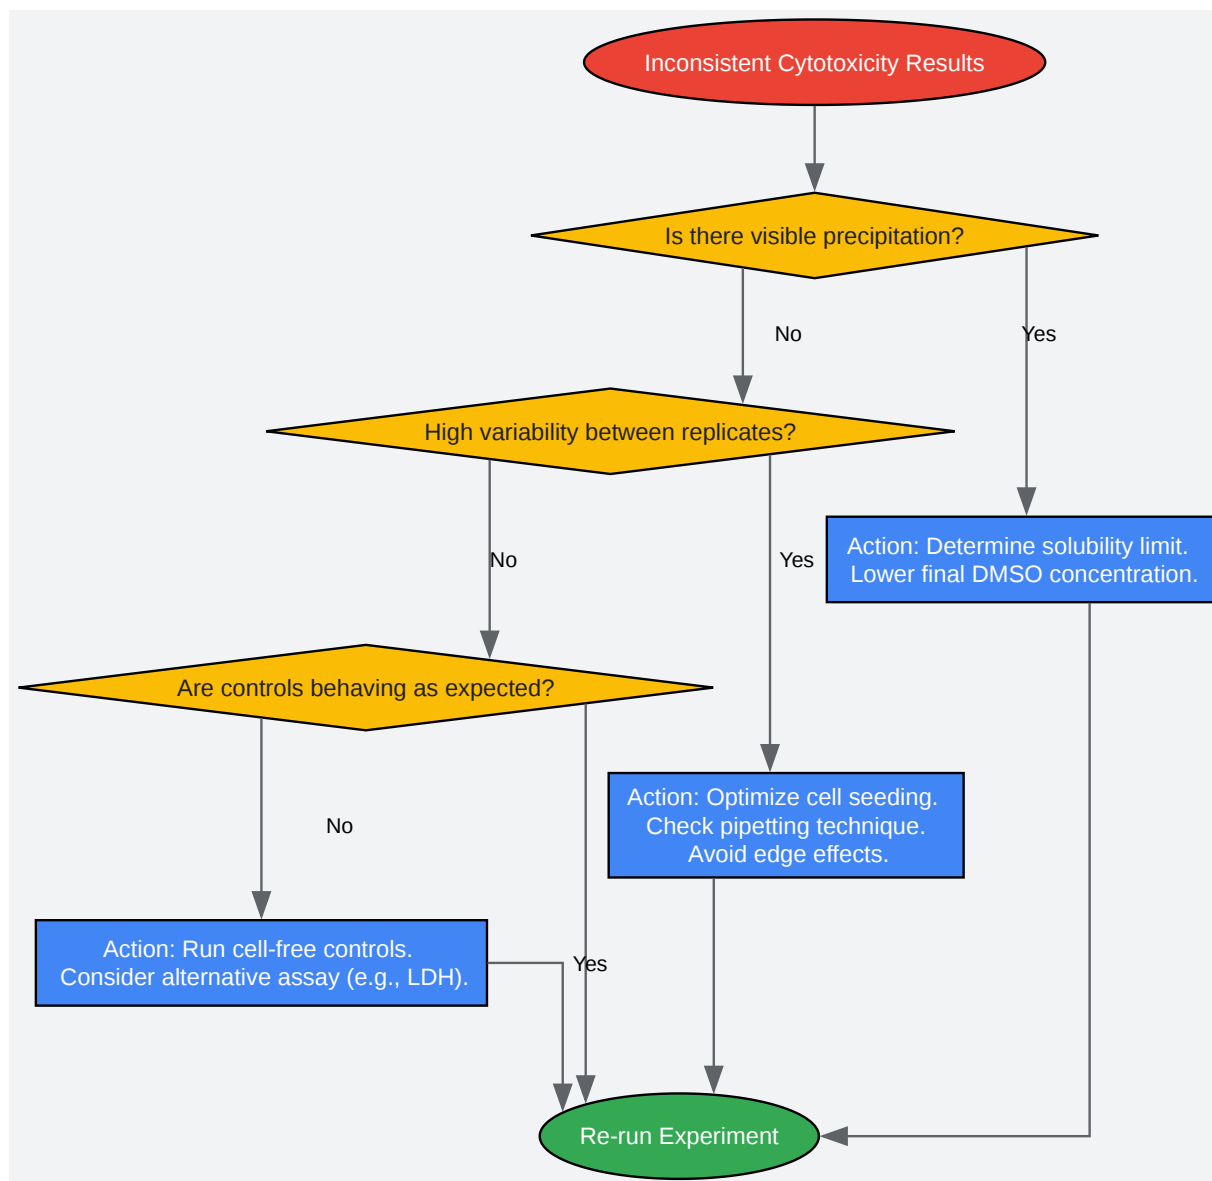 Inconsistent Cytotoxicity Results
Is there visible precipitation?
No
Yes
High variability between replicates?
Action: Determine solubility limit.
Lower final DMSO concentration.
No
Yes
Are controls behaving as expected?
Action: Optimize cell seeding.
Check pipetting technique.
Avoid edge effects.
No
Action: Run cell-free controls.
Consider alternative assay (e.g., LDH).
Yes
Re-run Experiment